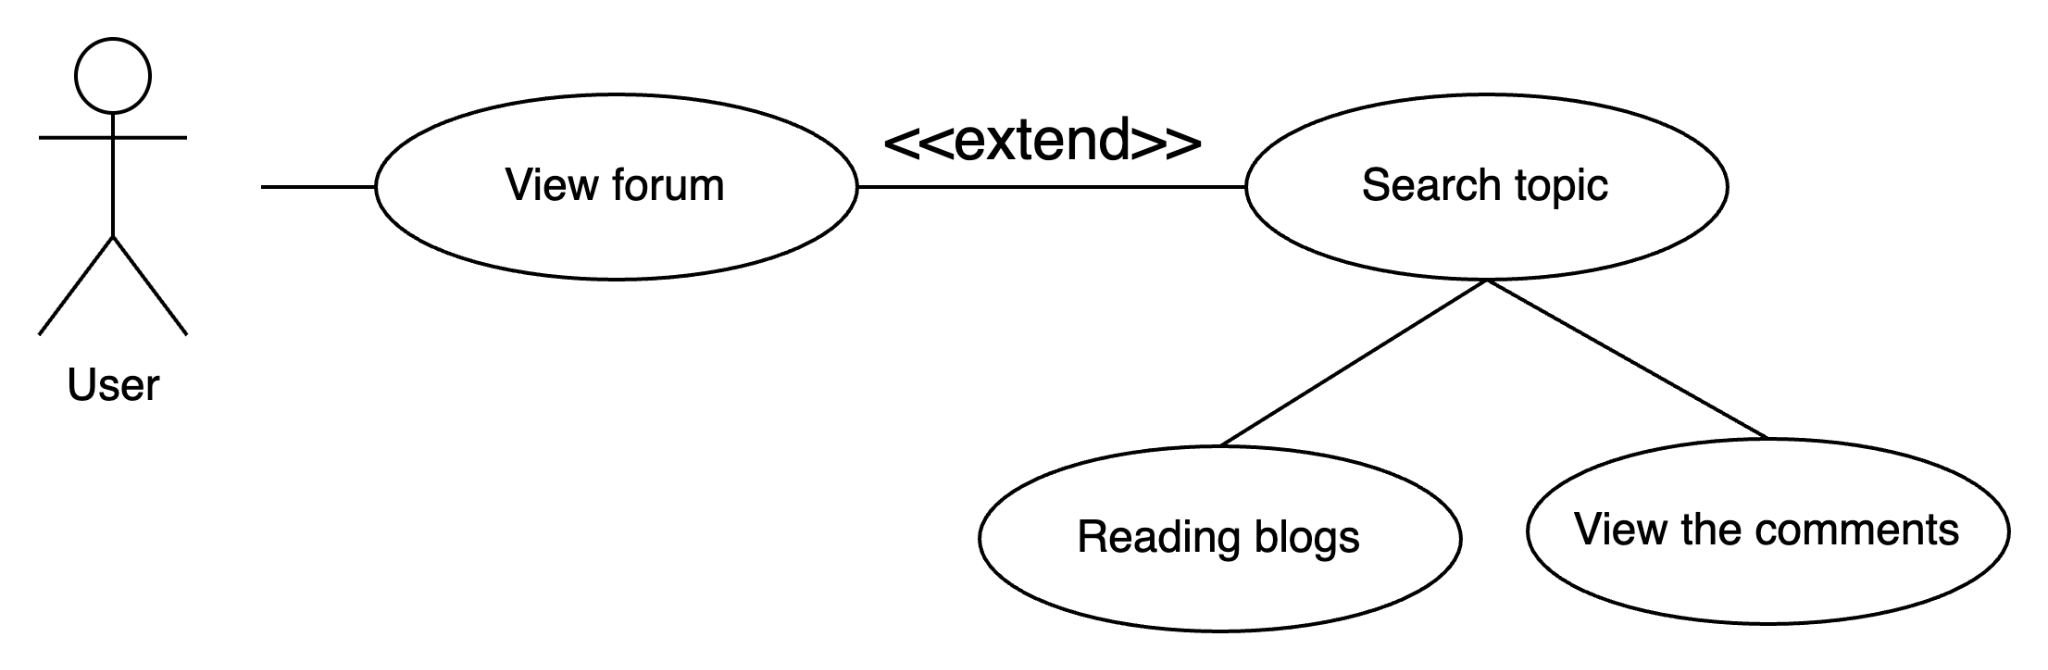 <<extend>>
View forum
Search topic
User
Reading blogs
View the comments